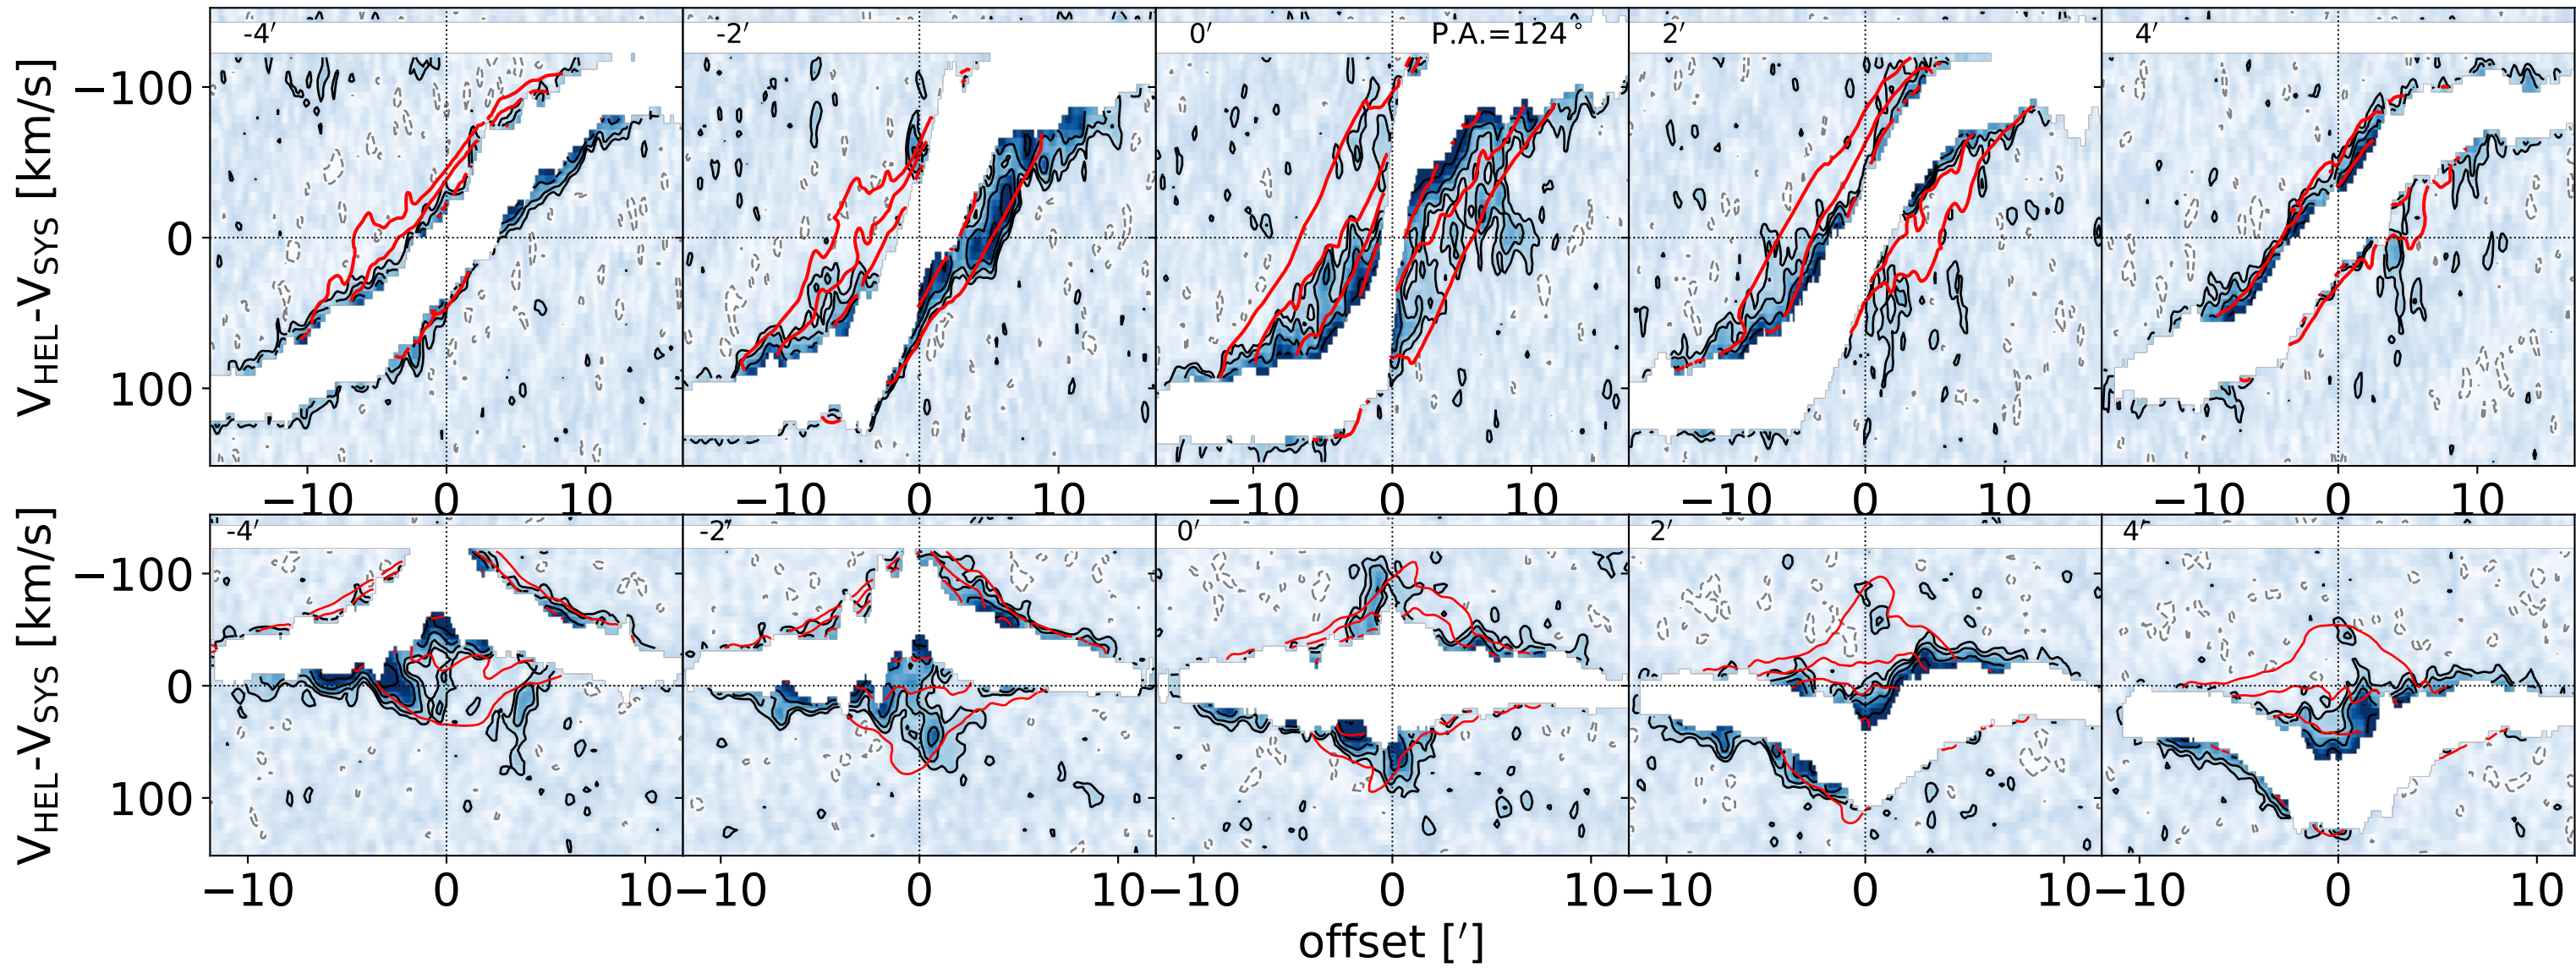 -4′ -2′ 0′ P.A.=124° 2′ 4′
V_HEL-V_SYS [km/s]
−100
0
100
−10 0 10 −10 0 10 −10 0 10 −10 0 10 −10 0 10
-4′ -2′ 0′ 2′ 4′
V_HEL-V_SYS [km/s]
−100
0
100
−10 0 10 −10 0 10 −10 0 10 −10 0 10 −10 0 10
offset [′]